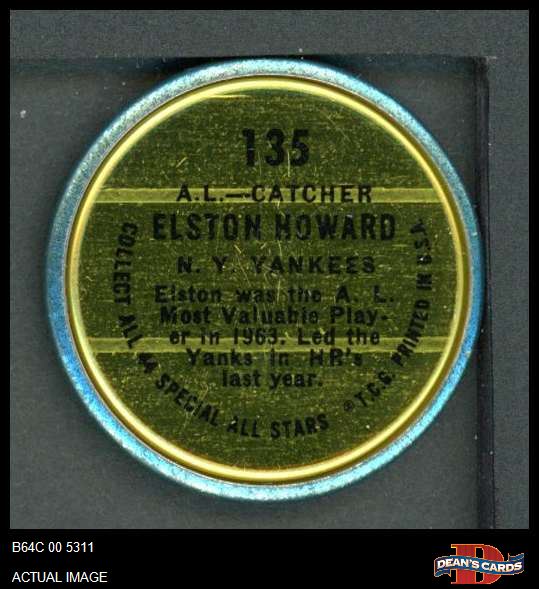 135
A.L.—CATCHER
ELSTON HOWARD
N. Y. YANKEES
Elston was the A. L.
Most Valuable Play-
er in 1963. Led the
Yanks in HR's
last year.
COLLECT ALL 44 SPECIAL ALL STARS
©T.C.G. PRINTED IN U.S.A.
B64C 00 5311
ACTUAL IMAGE
B
DEAN'S CARDS